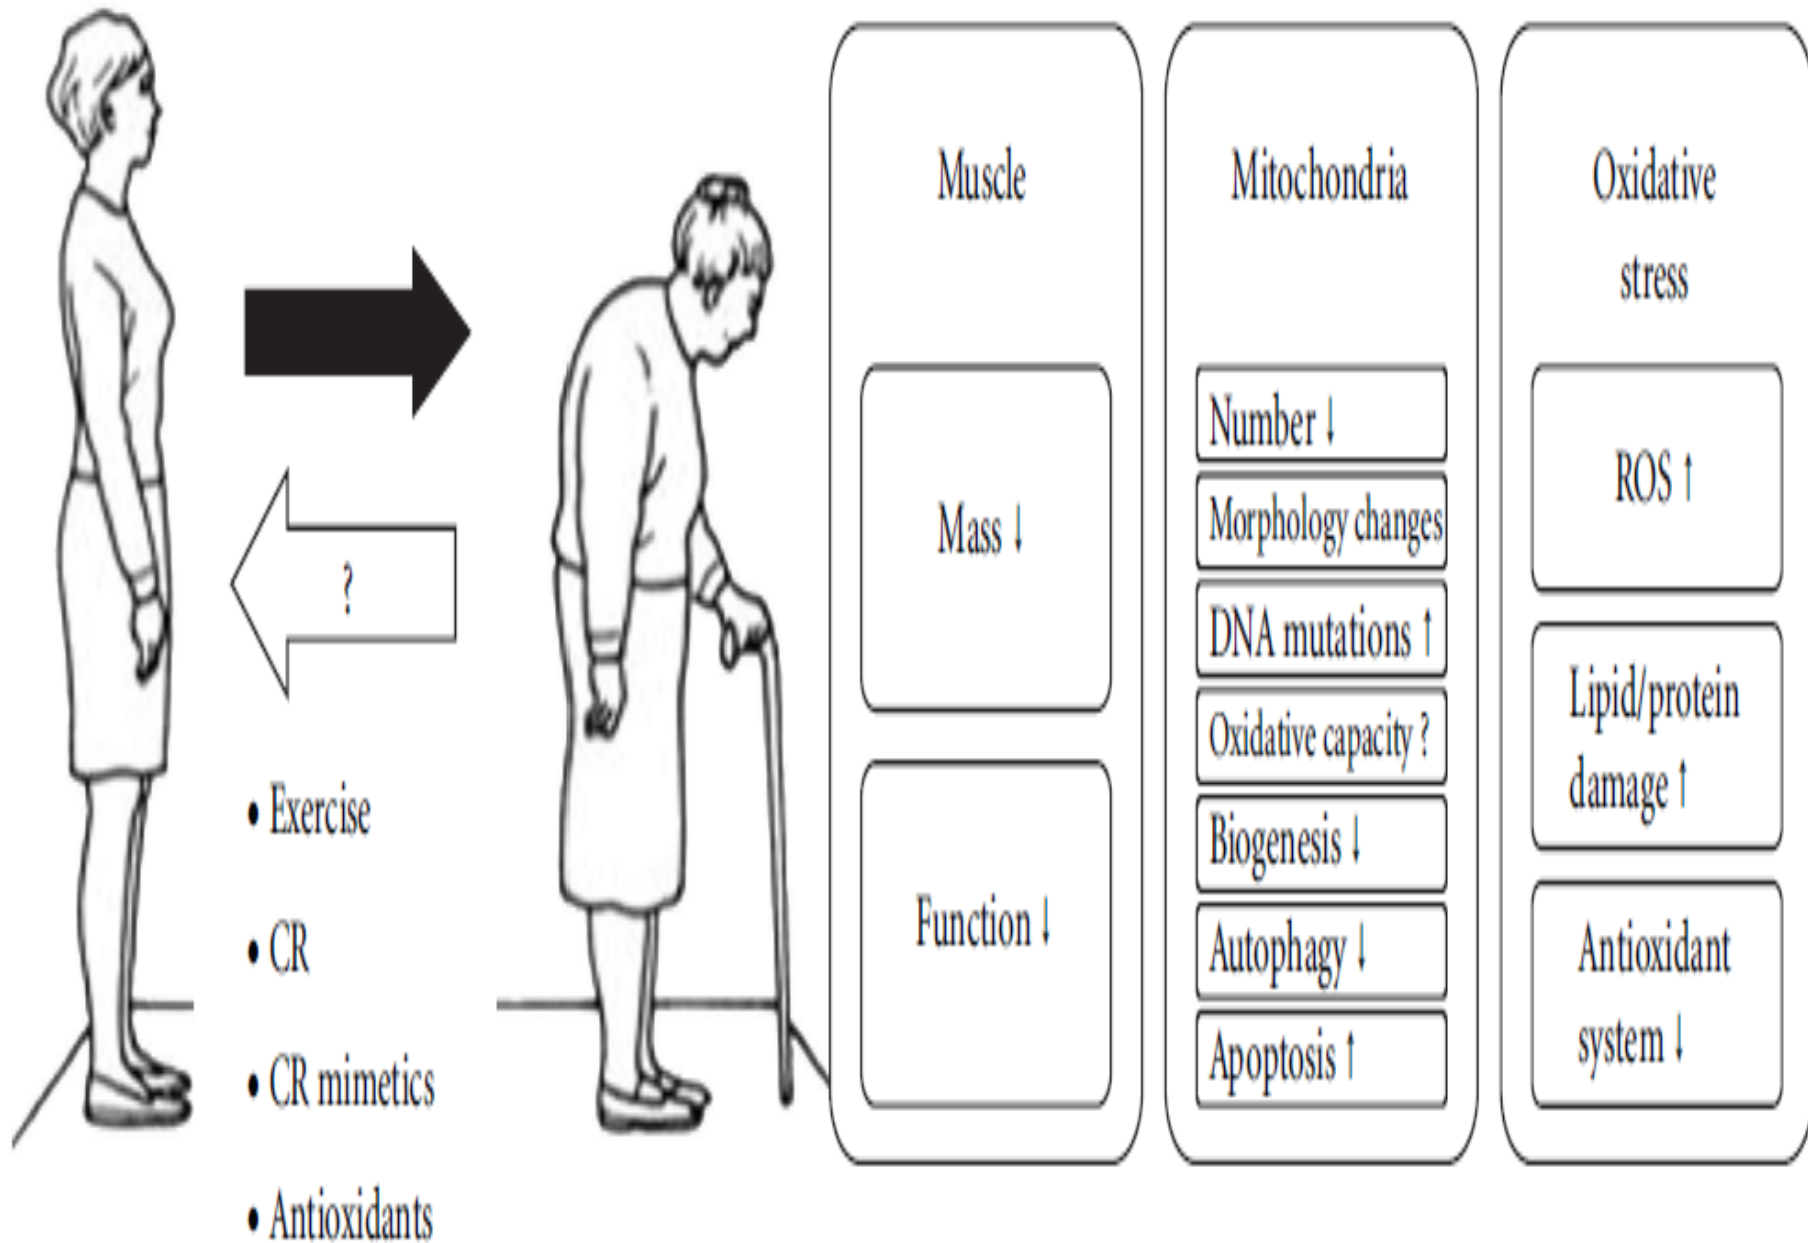 ?
• Exercise
• CR
• CR mimetics
• Antioxidants
Muscle
Mass ↓
Function ↓
Mitochondria
Number ↓
Morphology changes
DNA mutations ↑
Oxidative capacity ?
Biogenesis ↓
Autophagy ↓
Apoptosis ↑
Oxidative
stress
ROS ↑
Lipid/protein
damage ↑
Antioxidant
system ↓